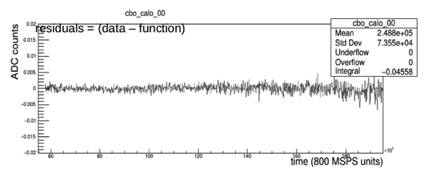 cbo_calo_00
residuals = (data – function)
cbo_calo_00
Mean 2.488e+05
Std Dev 7.355e+04
Underflow 0
Overflow 0
Integral −0.04558
ADC counts
0.02
0.015
0.01
0.005
0
−0.005
−0.01
−0.015
−0.02
60 80 100 120 140 160 180
×10³
time (800 MSPS units)